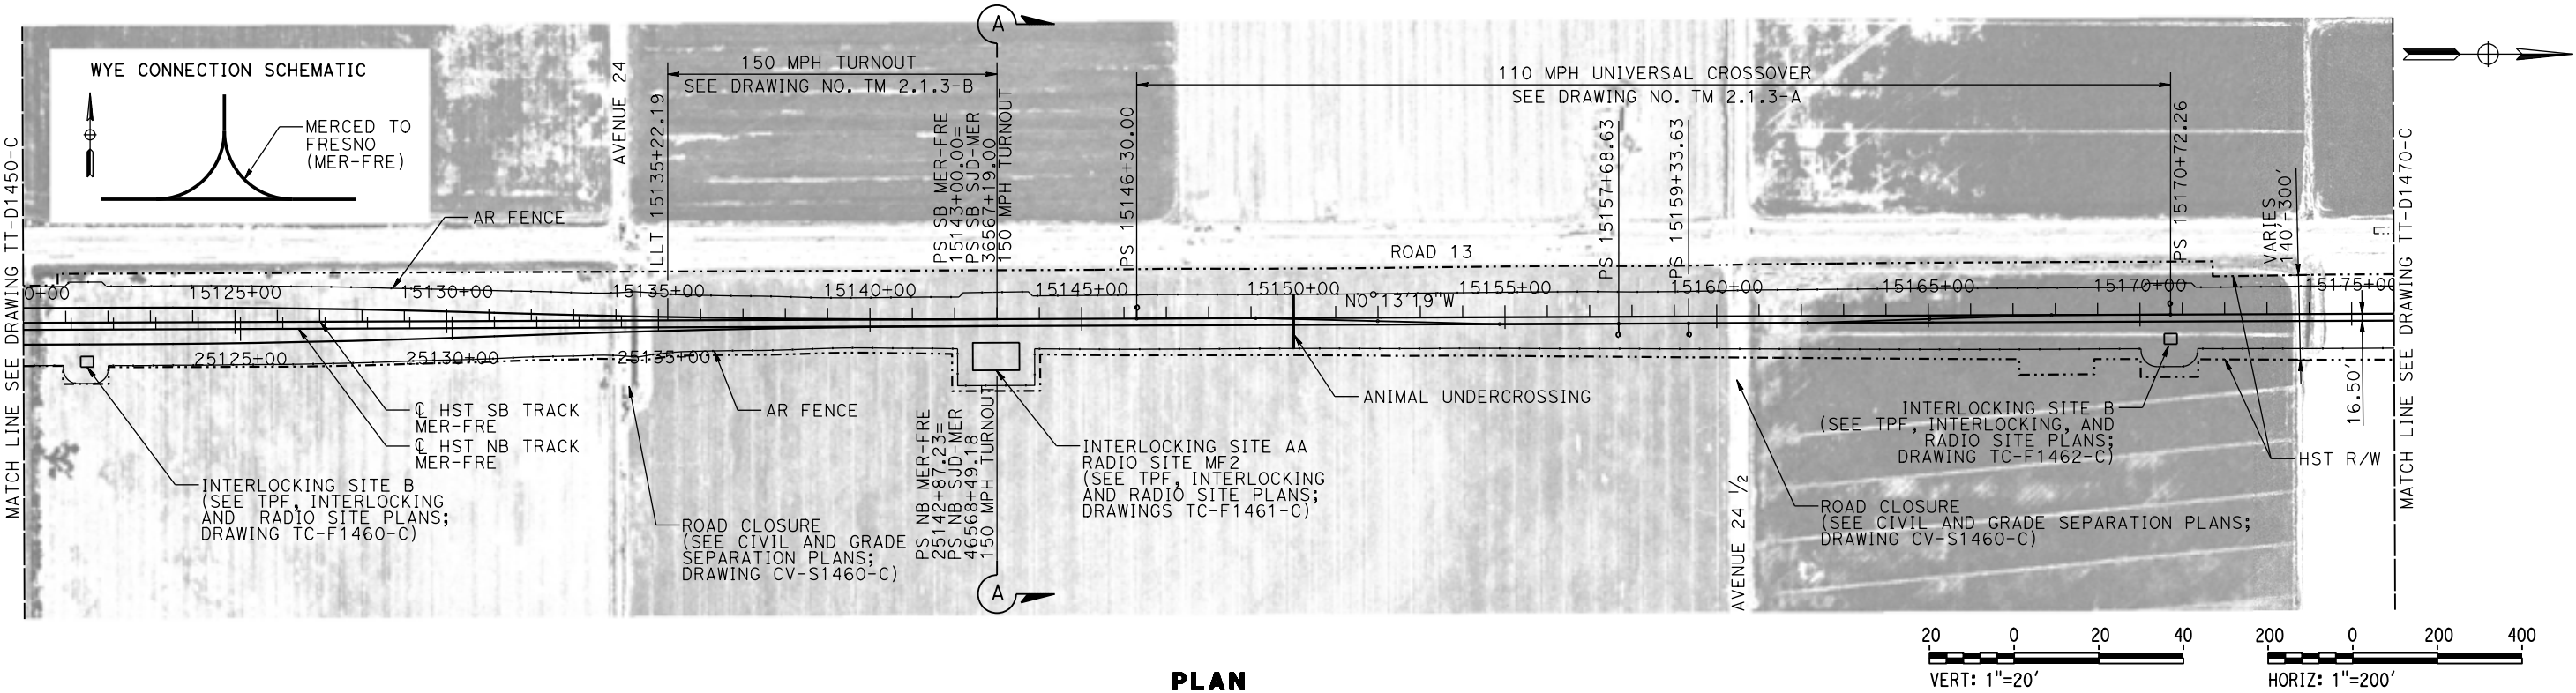 MATCH LINE SEE DRAWING TT-D1450-C
WYE CONNECTION SCHEMATIC
MERCED TO
FRESNO
(MER-FRE)
AR FENCE
AVENUE 24
LLT 15135+22.19
150 MPH TURNOUT
SEE DRAWING NO. TM 2.1.3-B
PS SB MER-FRE
15143+00.00=
PS SB SJD-MER
36567+19.00
150 MPH TURNOUT
A
PS 15146+30.00
110 MPH UNIVERSAL CROSSOVER
SEE DRAWING NO. TM 2.1.3-A
PS 15157+68.63
PS 15159+33.63
PS 15170+72.26
VARIES
140'-300'
MATCH LINE SEE DRAWING TT-D1470-C
ROAD 13
0+00
15125+00
15130+00
15135+00
15140+00
15145+00
15150+00
15155+00
15160+00
15165+00
15170+00
15175+00
N0°13'19"W
25125+00
25130+00
25135+00
16.50'
℄ HST SB TRACK
MER-FRE
℄ HST NB TRACK
MER-FRE
AR FENCE
ANIMAL UNDERCROSSING
INTERLOCKING SITE B
(SEE TPF, INTERLOCKING
AND RADIO SITE PLANS;
DRAWING TC-F1460-C)
ROAD CLOSURE
(SEE CIVIL AND GRADE
SEPARATION PLANS;
DRAWING CV-S1460-C)
PS NB MER-FRE
25142+87.23=
PS NB SJD-MER
46568+49.18
150 MPH TURNOUT
A
INTERLOCKING SITE AA
RADIO SITE MF2
(SEE TPF, INTERLOCKING
AND RADIO SITE PLANS;
DRAWINGS TC-F1461-C)
AVENUE 24 1/2
INTERLOCKING SITE B
(SEE TPF, INTERLOCKING, AND
RADIO SITE PLANS;
DRAWING TC-F1462-C)
HST R/W
ROAD CLOSURE
(SEE CIVIL AND GRADE SEPARATION PLANS;
DRAWING CV-S1460-C)
20 0 20 40
VERT: 1"=20'
200 0 200 400
HORIZ: 1"=200'
PLAN